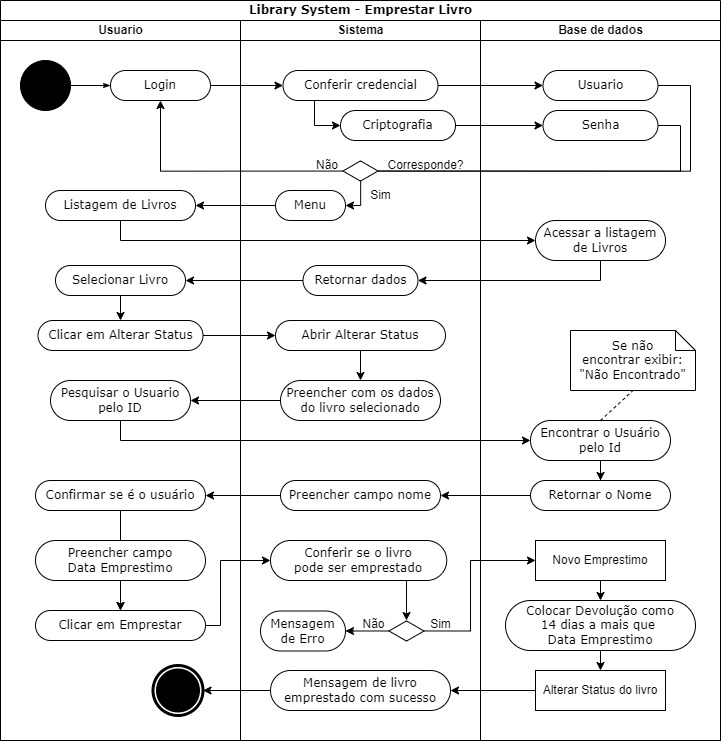 Library System - Emprestar Livro
Usuario
Sistema
Base de dados
Login
Conferir credencial
Usuario
Criptografia
Senha
Não
Corresponde?
Sim
Listagem de Livros
Menu
Acessar a listagem
de Livros
Selecionar Livro
Retornar dados
Clicar em Alterar Status
Abrir Alterar Status
Se não
encontrar exibir:
"Não Encontrado"
Pesquisar o Usuario
pelo ID
Preencher com os dados
do livro selecionado
Encontrar o Usuário
pelo Id
Confirmar se é o usuário
Preencher campo nome
Retornar o Nome
Preencher campo
Data Emprestimo
Conferir se o livro
pode ser emprestado
Novo Emprestimo
Clicar em Emprestar
Mensagem
de Erro
Não
Sim
Colocar Devolução como
14 dias a mais que
Data Emprestimo
Mensagem de livro
emprestado com sucesso
Alterar Status do livro